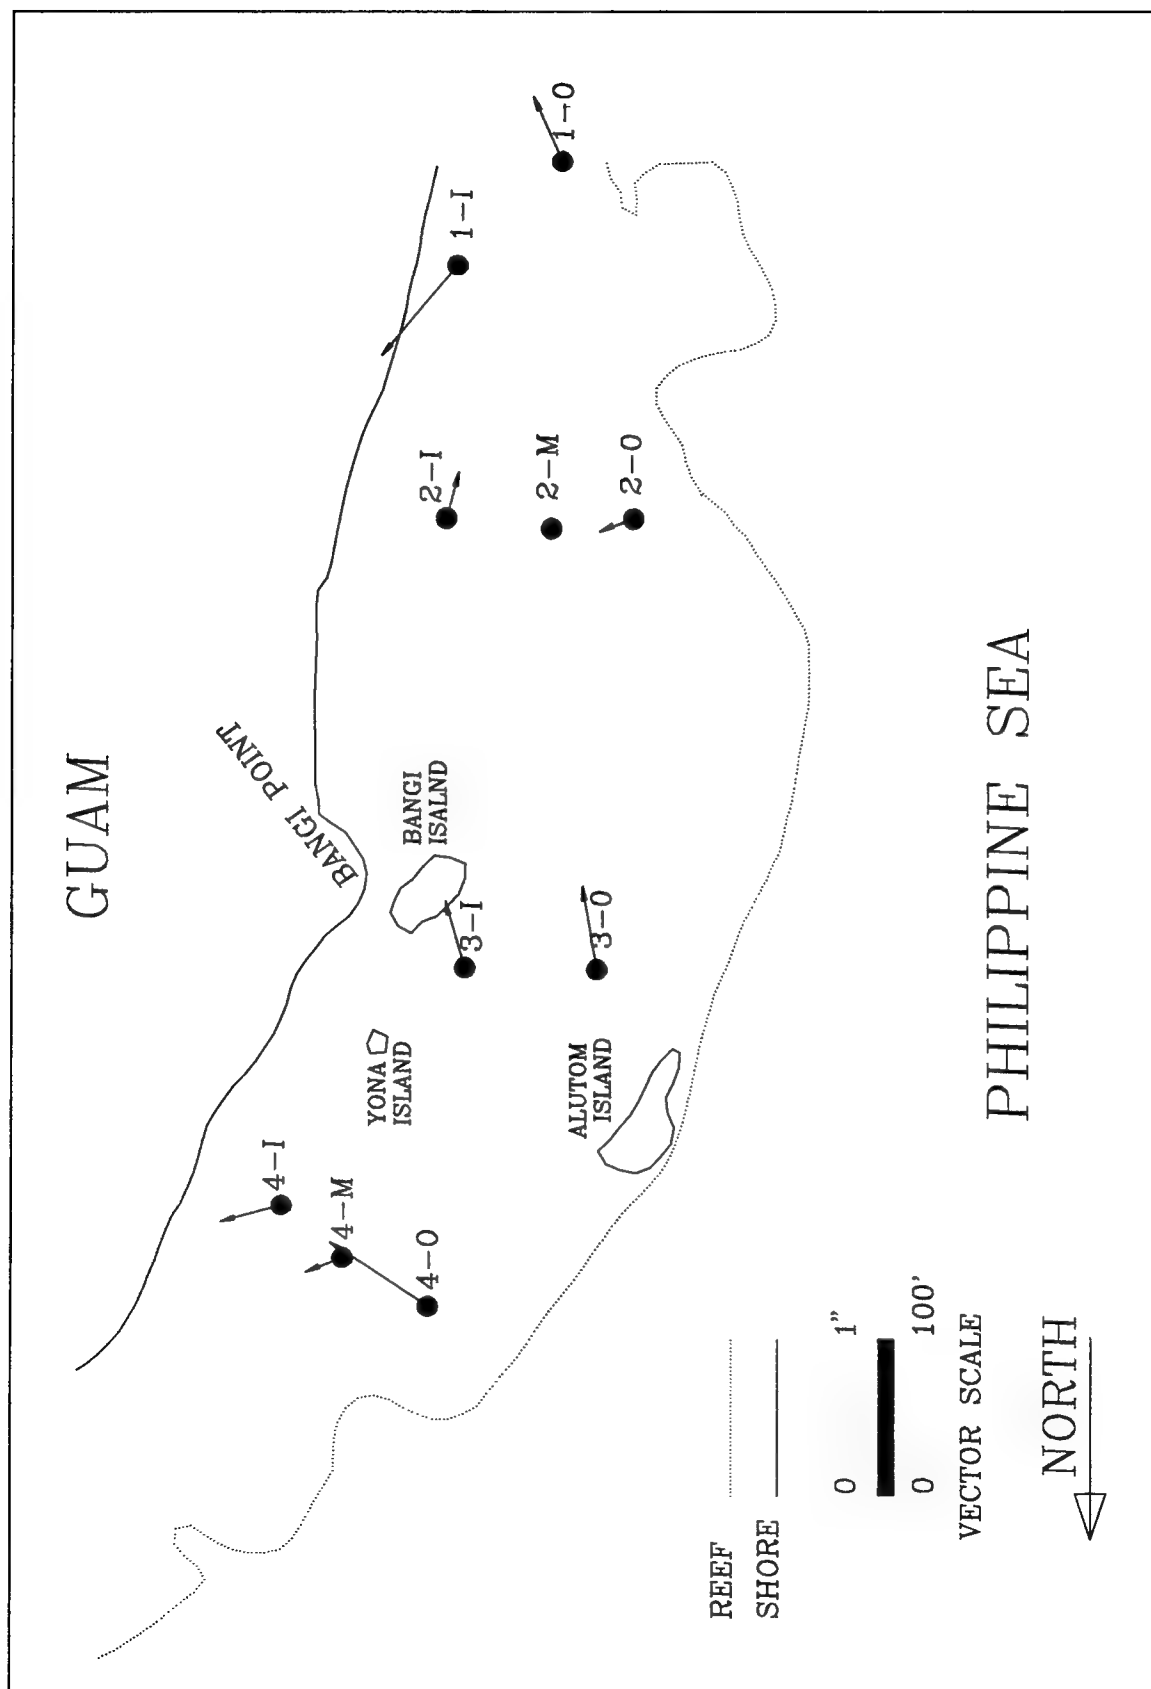 GUAM
BANGI POINT
BANGI
ISALND
YONA
ISLAND
ALUTOM
ISLAND
4-I
4-M
4-O
3-I
3-O
2-I
2-M
2-O
1-I
1-O
PHILIPPINE SEA
REEF
SHORE
0 1"
0 100'
VECTOR SCALE
NORTH